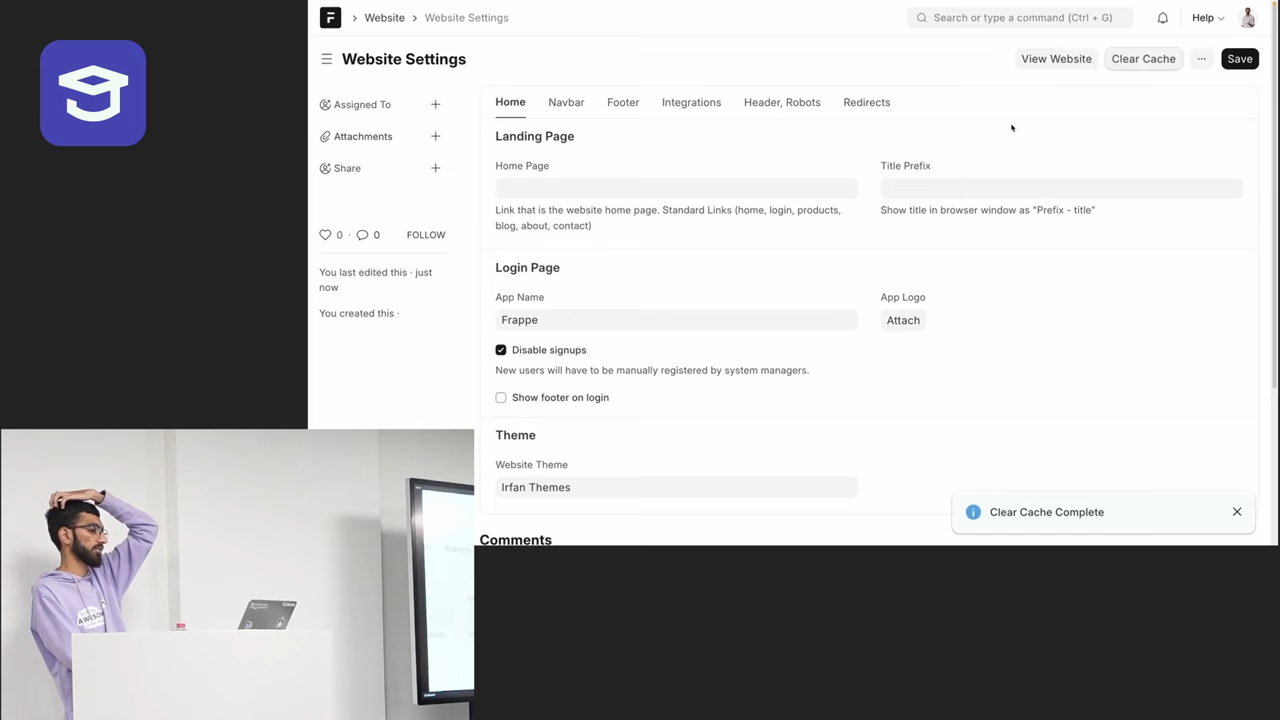 F > Website > Website Settings
Search or type a command (Ctrl + G)
Help
Website Settings
View Website
Clear Cache
...
Save
Assigned To +
Attachments +
Share +
0 · 0 FOLLOW
You last edited this · just
now
You created this ·
Home Navbar Footer Integrations Header, Robots Redirects
Landing Page
Home Page
Link that is the website home page. Standard Links (home, login, products,
blog, about, contact)
Title Prefix
Show title in browser window as "Prefix - title"
Login Page
App Name
Frappe
App Logo
Attach
Disable signups
New users will have to be manually registered by system managers.
Show footer on login
Theme
Website Theme
Irfan Themes
Clear Cache Complete
Comments